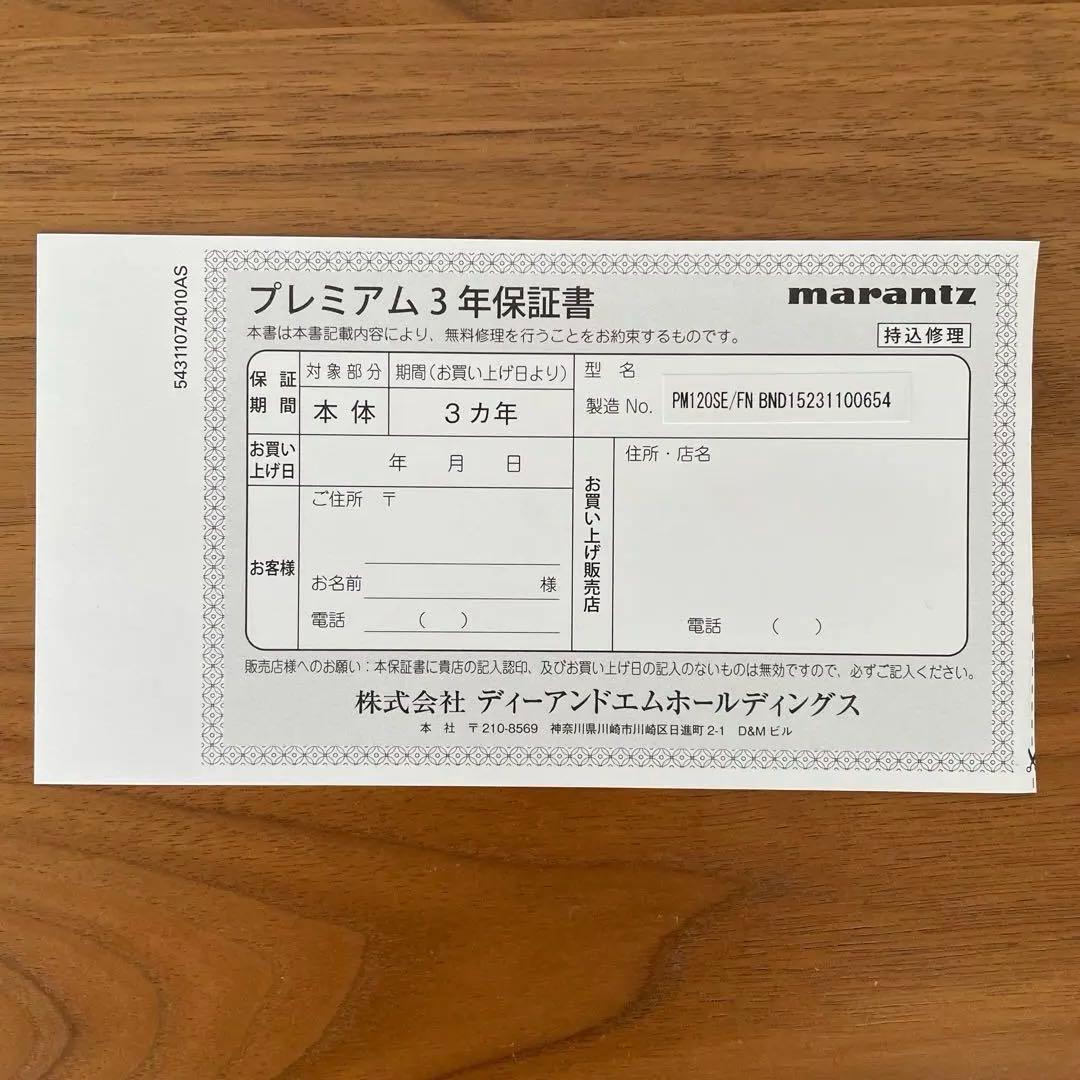 54311074010AS
プレミアム3年保証書
marantz
本書は本書記載内容により、無料修理を行うことをお約束するものです。
持込修理
保証期間
対象部分
期間(お買い上げ日より)
本体
3カ年
型 名
製造 No.
PM120SE/FN BND15231100654
お買い上げ日
年 月 日
お客様
ご住所 〒
お名前 様
電話 ( )
お買い上げ販売店
住所・店名
電話 ( )
販売店様へのお願い:本保証書に貴店の記入認印、及びお買い上げ日の記入のないものは無効ですので、必ずご記入ください。
株式会社 ディーアンドエムホールディングス
本 社 〒210-8569 神奈川県川崎市川崎区日進町 2-1 D&M ビル